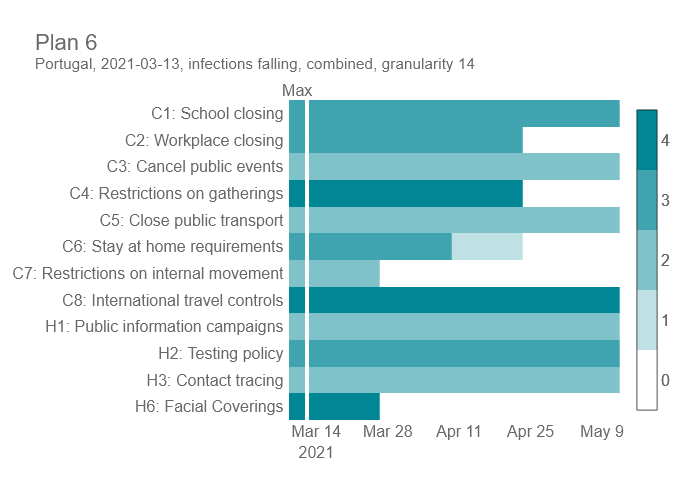 Plan 6
Portugal, 2021-03-13, infections falling, combined, granularity 14
Max
C1: School closing
C2: Workplace closing
C3: Cancel public events
C4: Restrictions on gatherings
C5: Close public transport
C6: Stay at home requirements
C7: Restrictions on internal movement
C8: International travel controls
H1: Public information campaigns
H2: Testing policy
H3: Contact tracing
H6: Facial Coverings
Mar 14 Mar 28 Apr 11 Apr 25 May 9
2021
4
3
2
1
0